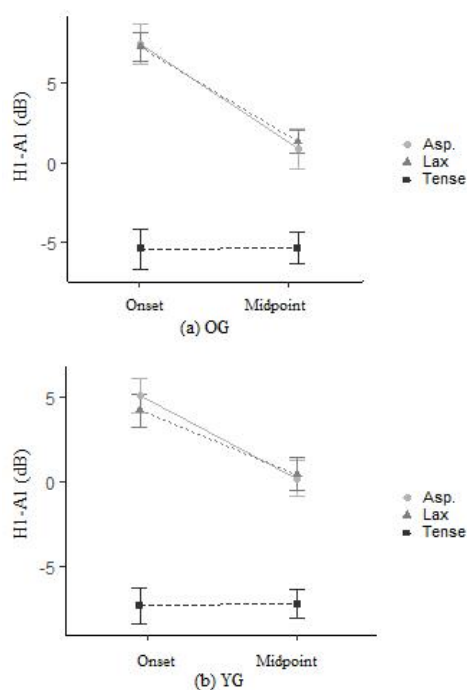 H1-A1 (dB)
5
0
-5
Asp.
Lax
Tense
Onset Midpoint
(a) OG
H1-A1 (dB)
5
0
-5
Asp.
Lax
Tense
Onset Midpoint
(b) YG